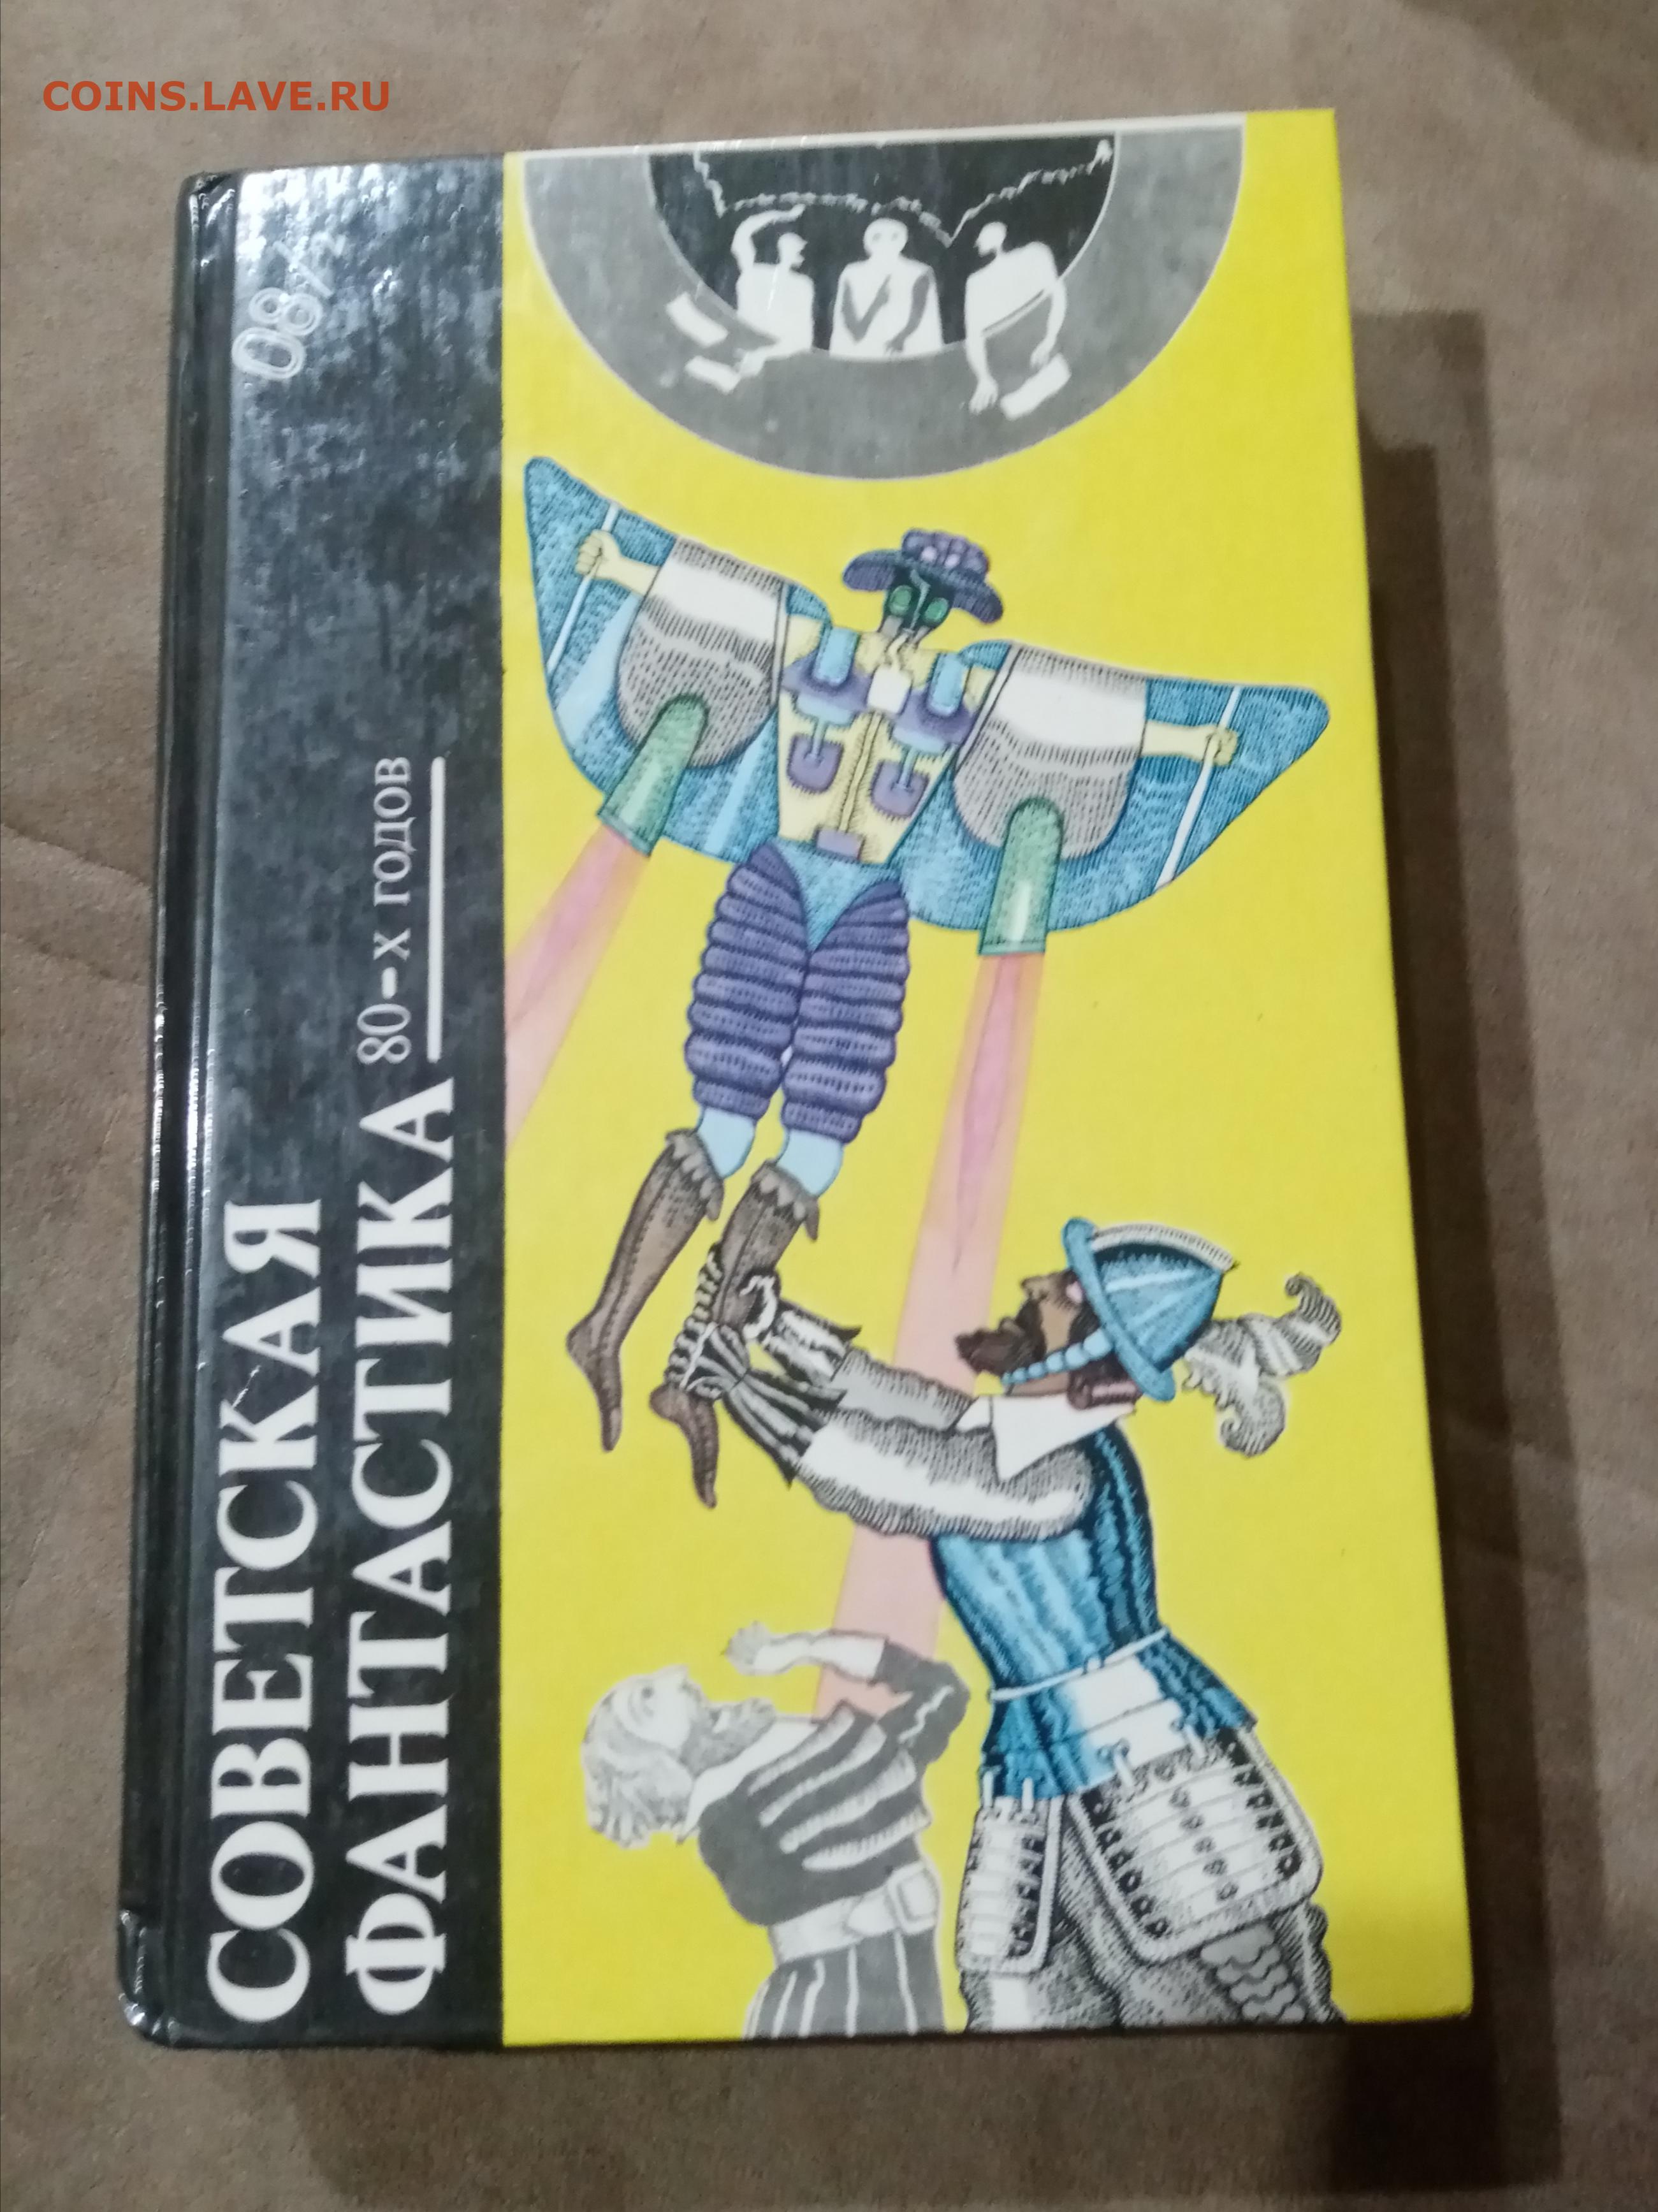 COINS.LAVE.RU
СОВЕТСКАЯ
ФАНТАСТИКА 80-х годов